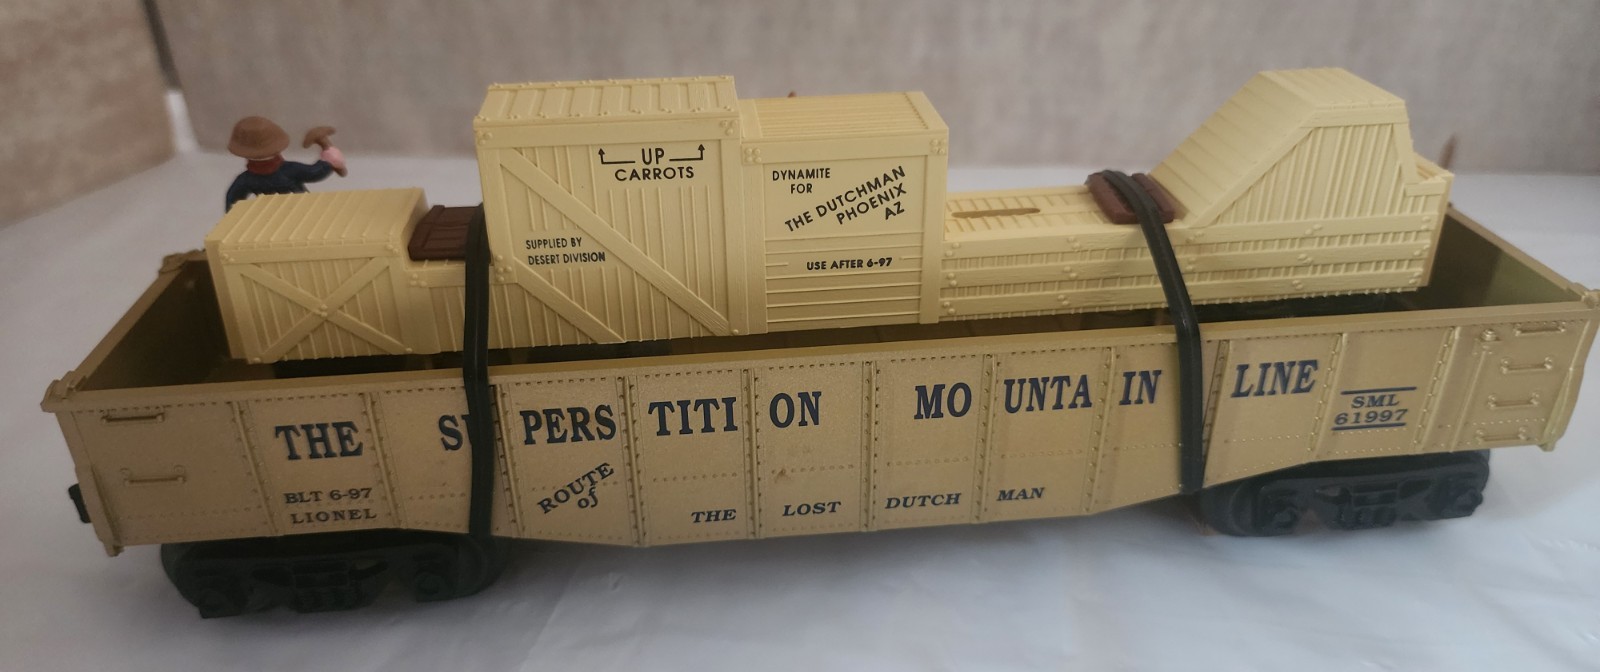 UP
CARROTS
SUPPLIED BY
DESERT DIVISION
DYNAMITE
FOR
THE DUTCHMAN
PHOENIX
AZ
USE AFTER 6-97
THE SUPERSTITION MOUNTAIN LINE
SML
61997
BLT 6-97
LIONEL
ROUTE
of
THE LOST DUTCH MAN